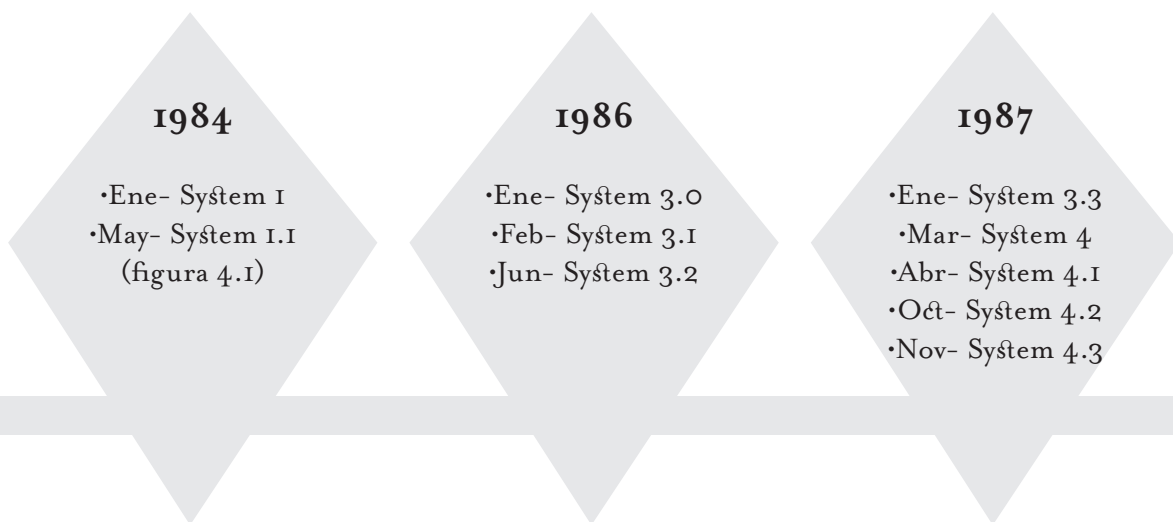 1984
•Ene- System 1
•May- System 1.1
(figura 4.1)
1986
•Ene- System 3.0
•Feb- System 3.1
•Jun- System 3.2
1987
•Ene- System 3.3
•Mar- System 4
•Abr- System 4.1
•Oct- System 4.2
•Nov- System 4.3